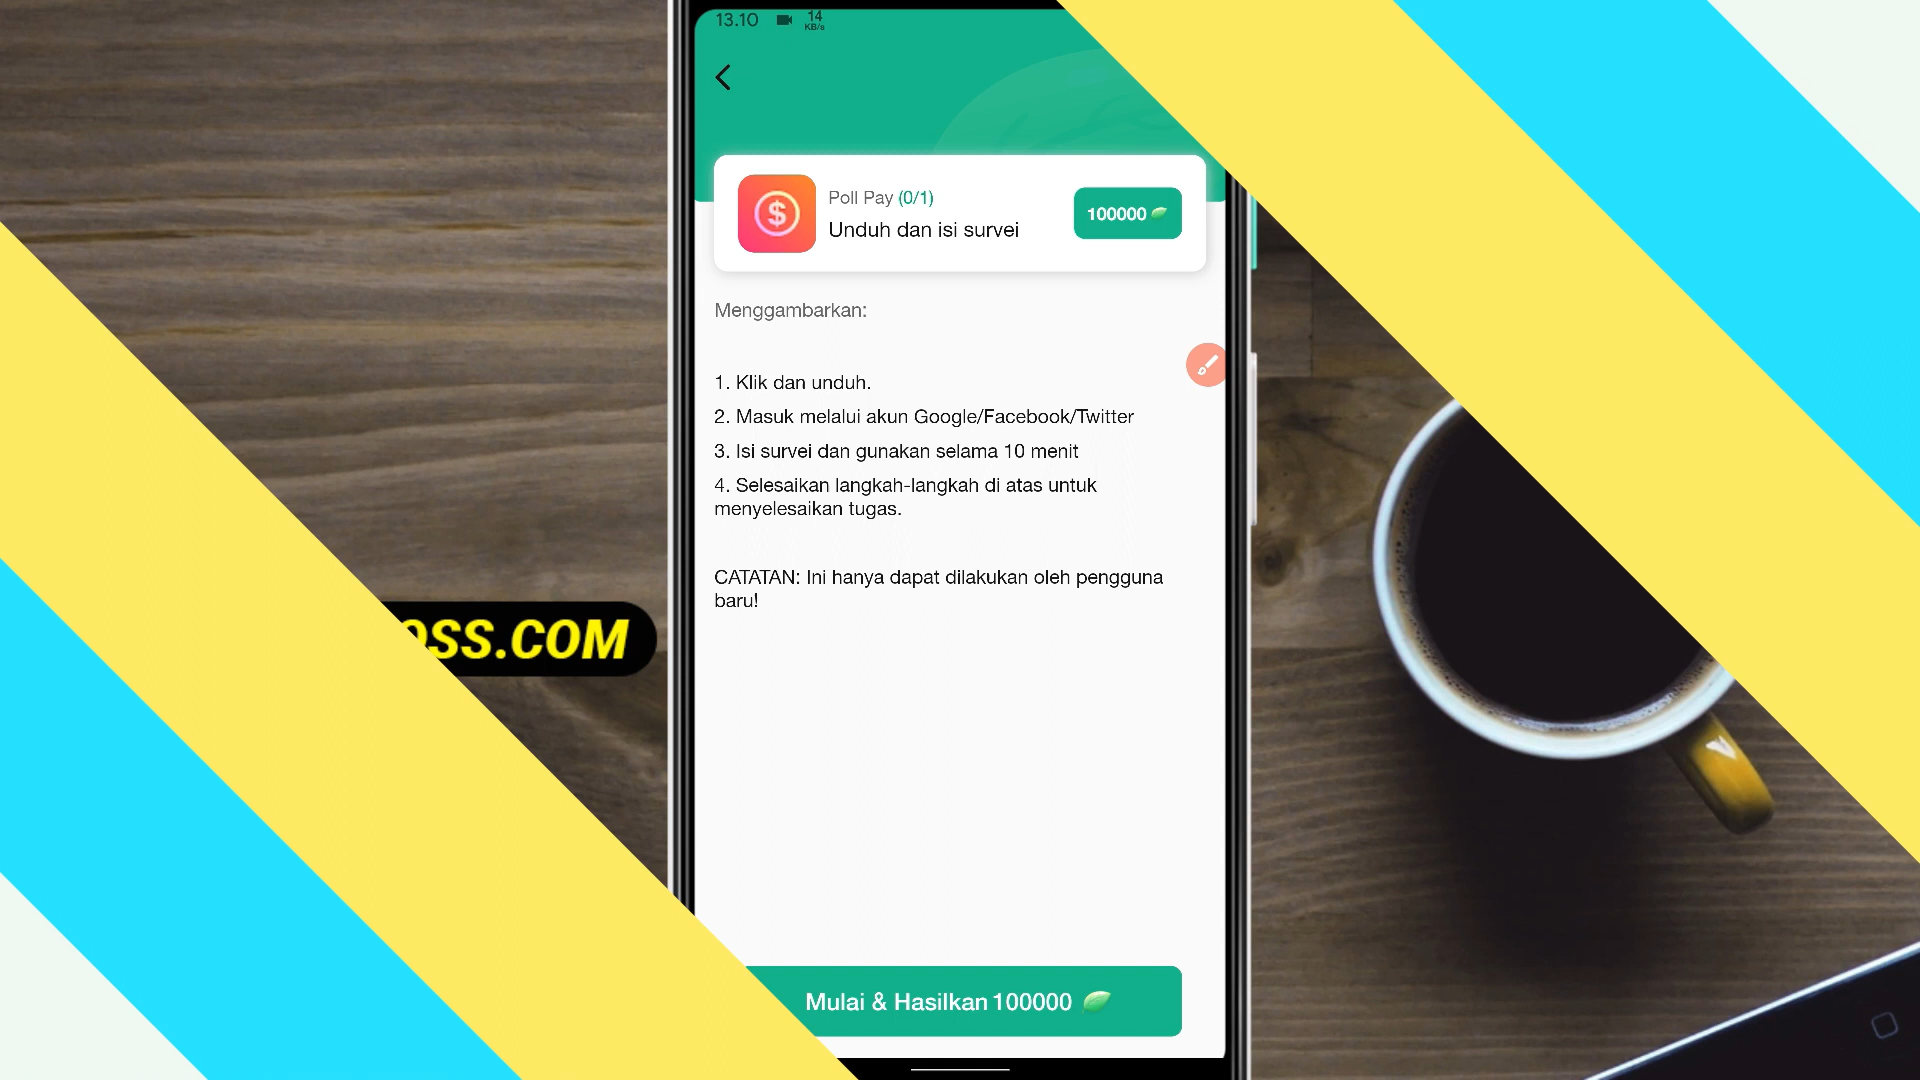 13.10
14
KB/s
Poll Pay (0/1)
Unduh dan isi survei
100000
Menggambarkan:
1. Klik dan unduh.
2. Masuk melalui akun Google/Facebook/Twitter
3. Isi survei dan gunakan selama 10 menit
4. Selesaikan langkah-langkah di atas untuk
menyelesaikan tugas.
CATATAN: Ini hanya dapat dilakukan oleh pengguna
baru!
OSS.COM
Mulai & Hasilkan 100000